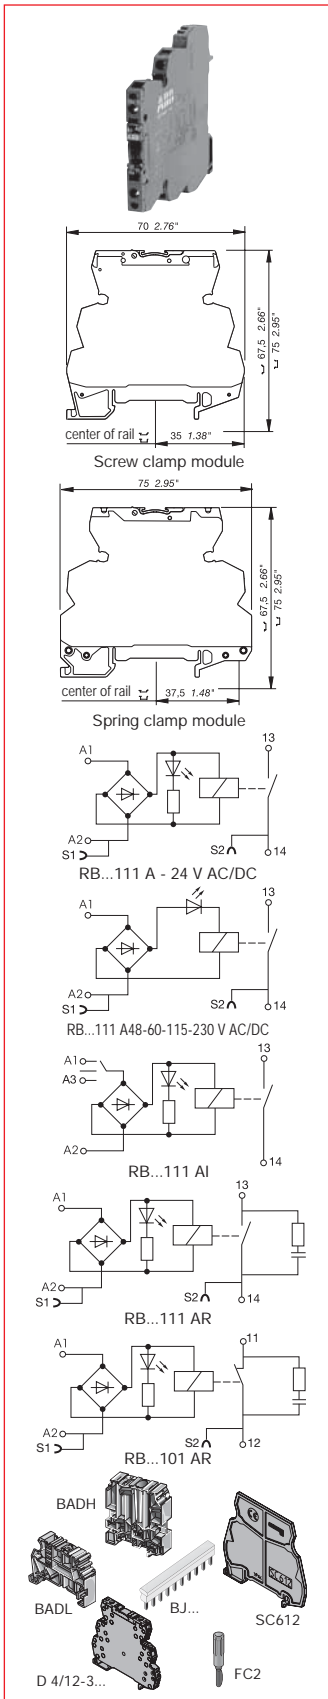 ABB
70 2.76"
67,5 2.66"
75 2.95"
center of rail
35 1.38"
Screw clamp module
75 2.95"
67,5 2.66"
75 2.95"
center of rail
37,5 1.48"
Spring clamp module
A1
13
A2
S1
S2
14
RB...111 A - 24 V AC/DC
A1
13
A2
S1
S2
14
RB...111 A48-60-115-230 V AC/DC
A1
A3
13
A2
14
RB...111 AI
A1
13
A2
S1
S2
14
RB...111 AR
A1
11
A2
S1
S2
12
RB...101 AR
BADH
BADL
BJ...
SC612
D 4/12-3...
FC2